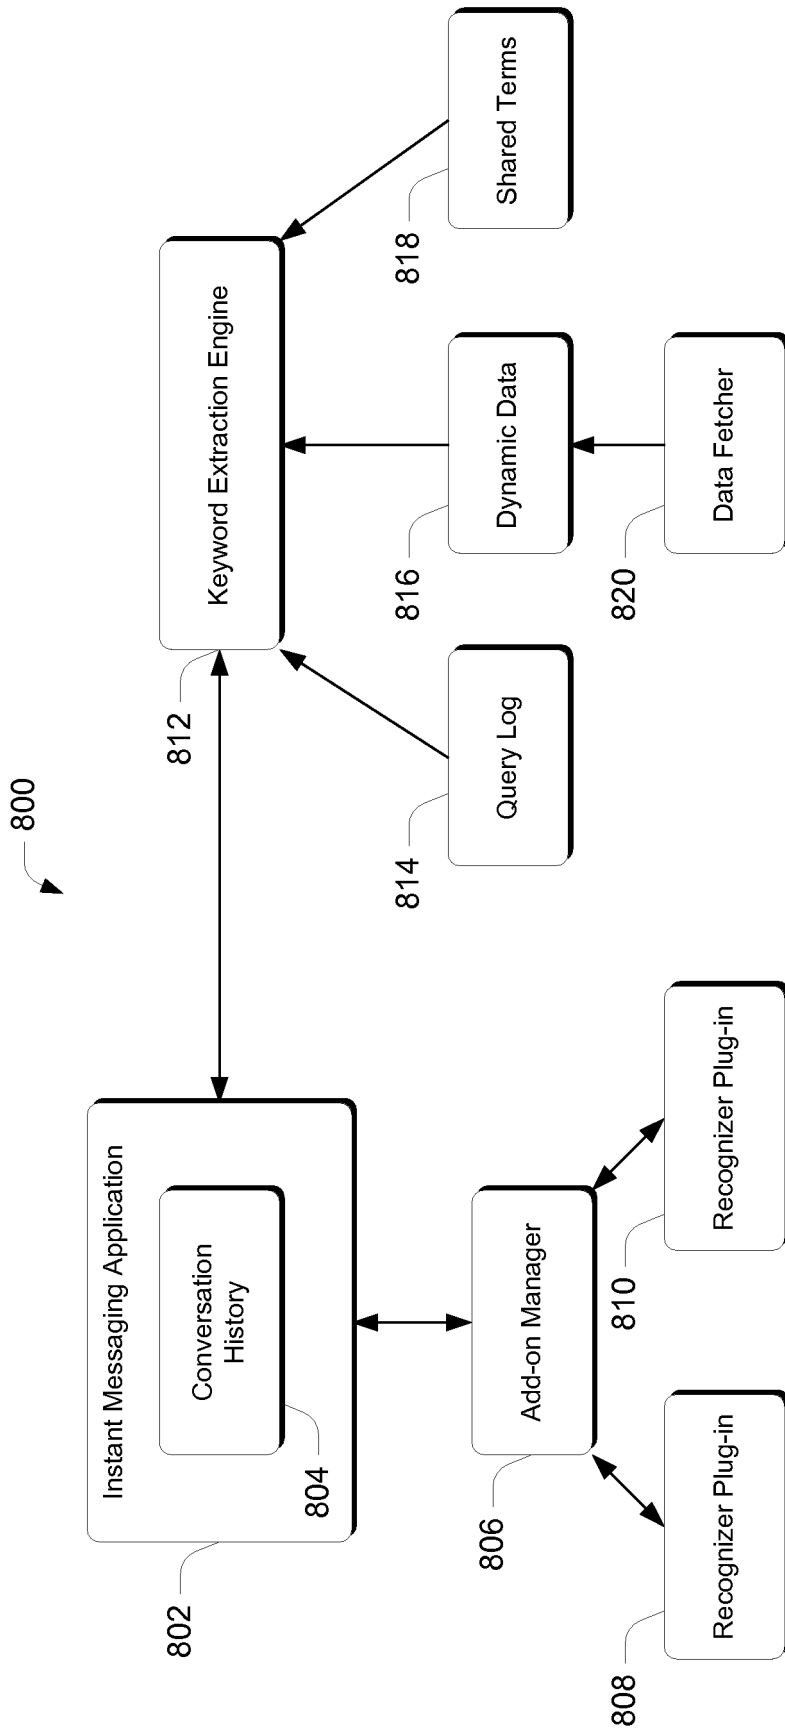 800
802
Instant Messaging Application
Conversation
History
804
806
Add-on Manager
808
Recognizer Plug-in
810
Recognizer Plug-in
812
Keyword Extraction Engine
814
Query Log
816
Dynamic Data
818
Shared Terms
820
Data Fetcher